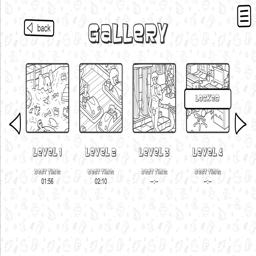 back
GALLERY
LOCKED
LEVEL 1 LEVEL 2 LEVEL 3 LEVEL 4
BEST TIME: BEST TIME: BEST TIME: BEST TIME:
01:56 02:10 --:-- --:--